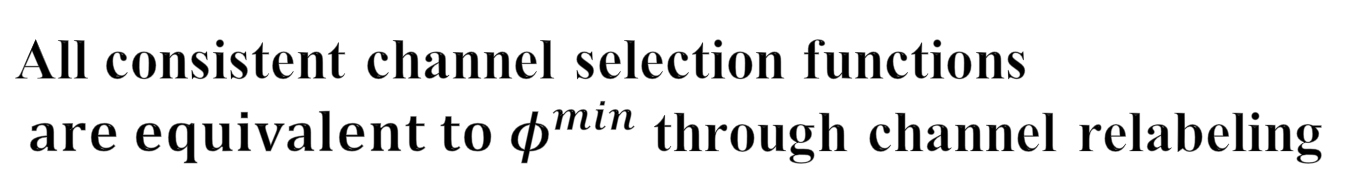 All consistent channel selection functions
are equivalent to ϕ^min through channel relabeling